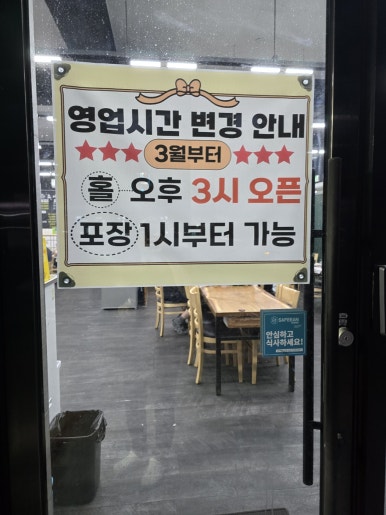 영업시간 변경 안내
★★★ 3월부터 ★★★
홀 오후 3시 오픈
포장 1시부터 가능
안심하고
식사하세요!